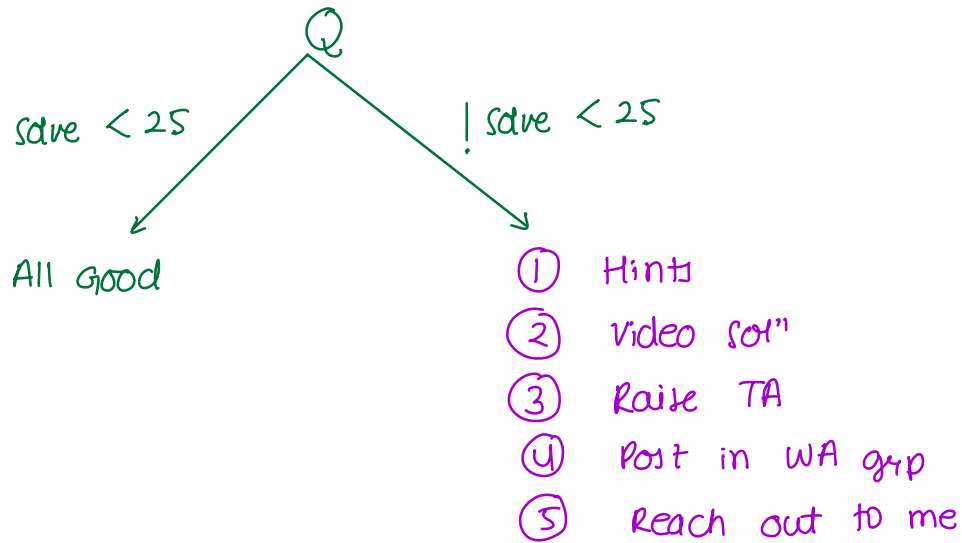 Q
solve < 25
! solve < 25
All Good
① Hints
② Video solⁿ
③ Raise TA
④ Post in WA grp
⑤ Reach out to me